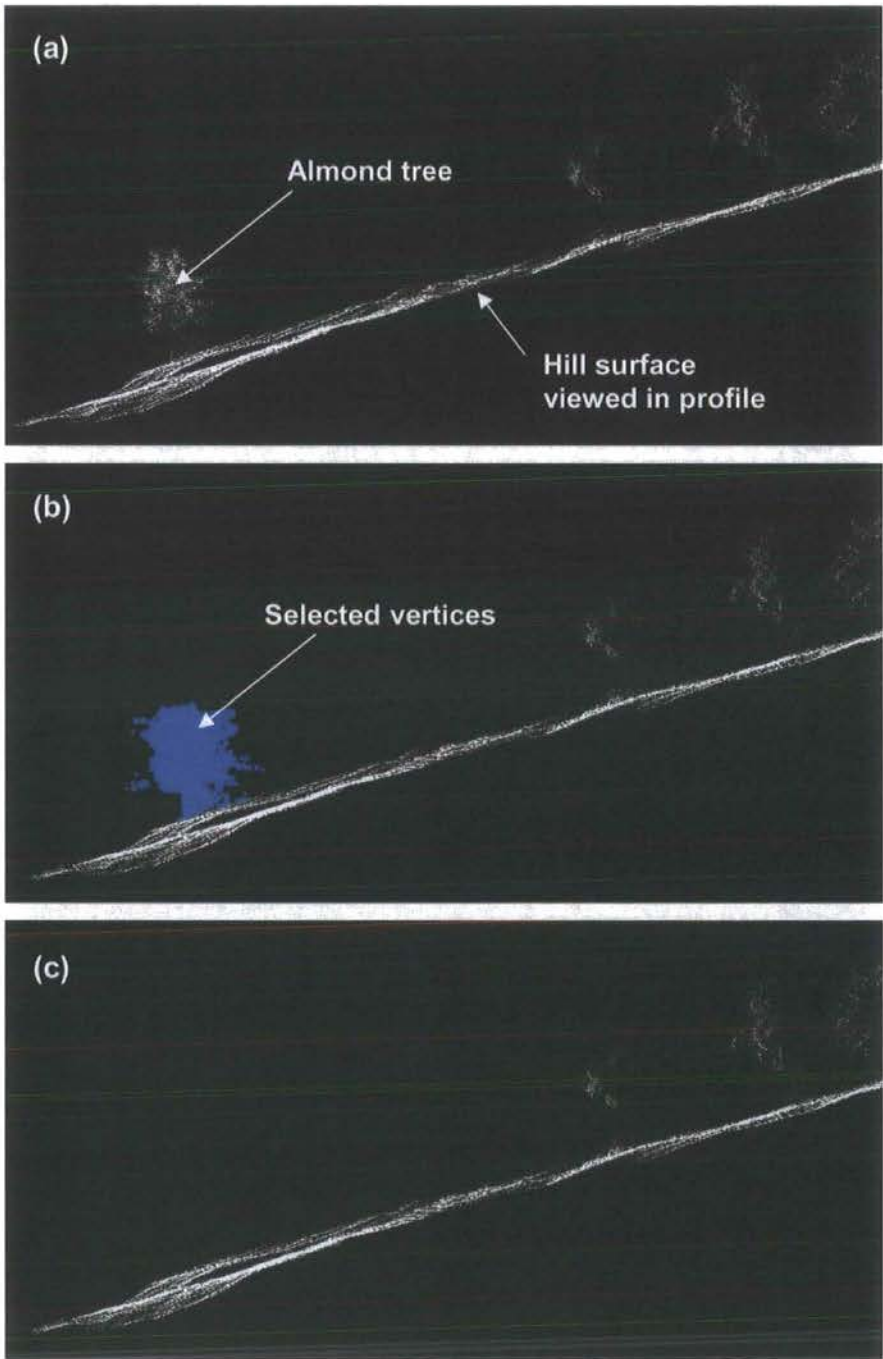 (a)
Almond tree
Hill surface
viewed in profile
(b)
Selected vertices
(c)